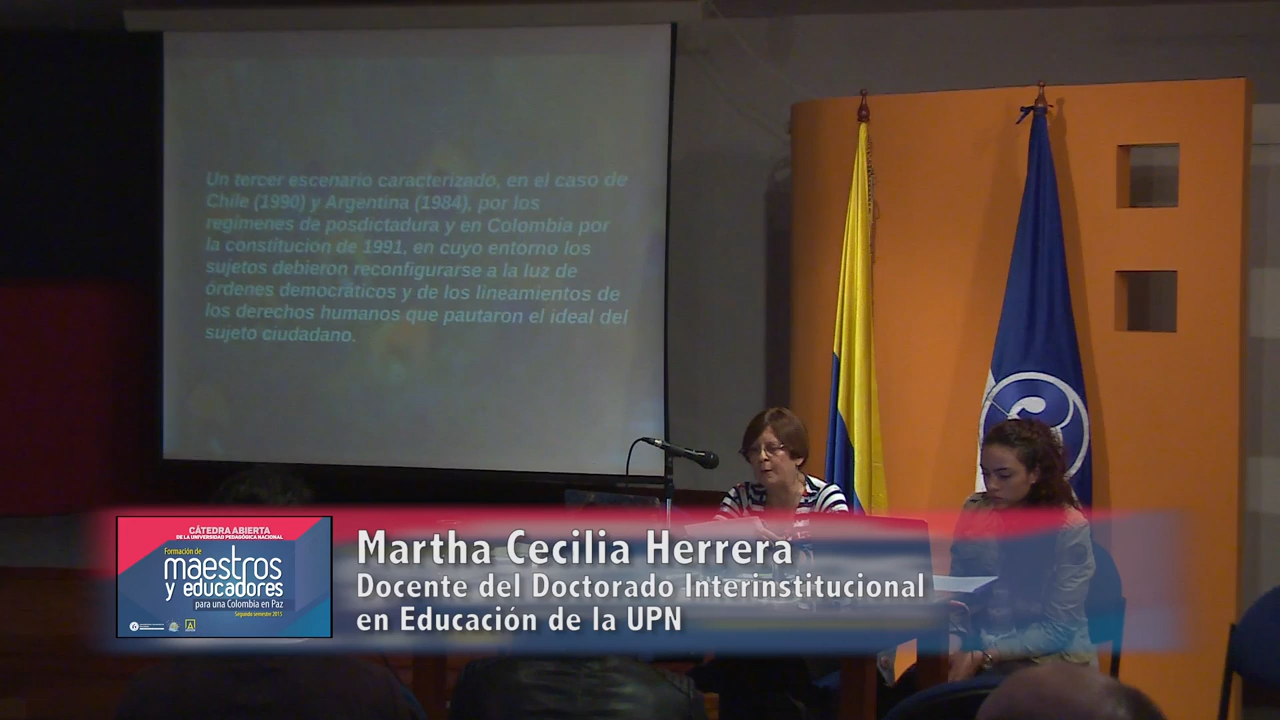 Un tercer escenario caracterizado, en el caso de
Chile (1990) y Argentina (1984), por los
regimenes de posdictadura y en Colombia por
la constitucion de 1991, en cuyo entorno los
sujetos debieron reconfigurarse a la luz de
órdenes democráticos y de los lineamientos de
los derechos humanos que pautaron el ideal del
sujeto ciudadano.
CÁTEDRA ABIERTA
DE LA UNIVERSIDAD PEDAGÓGICA NACIONAL
Formación de
maestros
y educadores
para una Colombia en Paz
Segundo semestre 2015
Martha Cecilia Herrera
Docente del Doctorado Interinstitucional
en Educación de la UPN